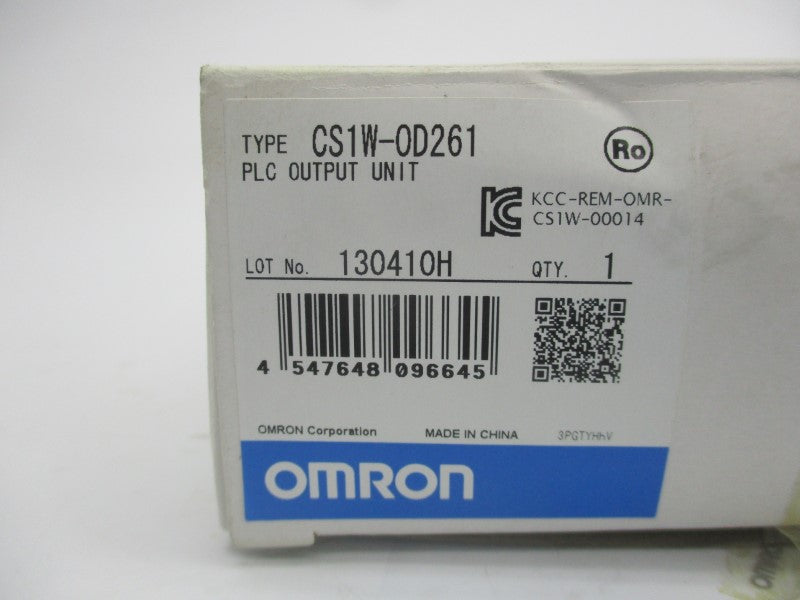 TYPE CS1W-OD261
PLC OUTPUT UNIT
Ro
KCC-REM-OMR-
CS1W-00014
LOT No. 130410H QTY. 1
4 547648 096645
OMRON Corporation MADE IN CHINA 3PGTYHhV
OMRON